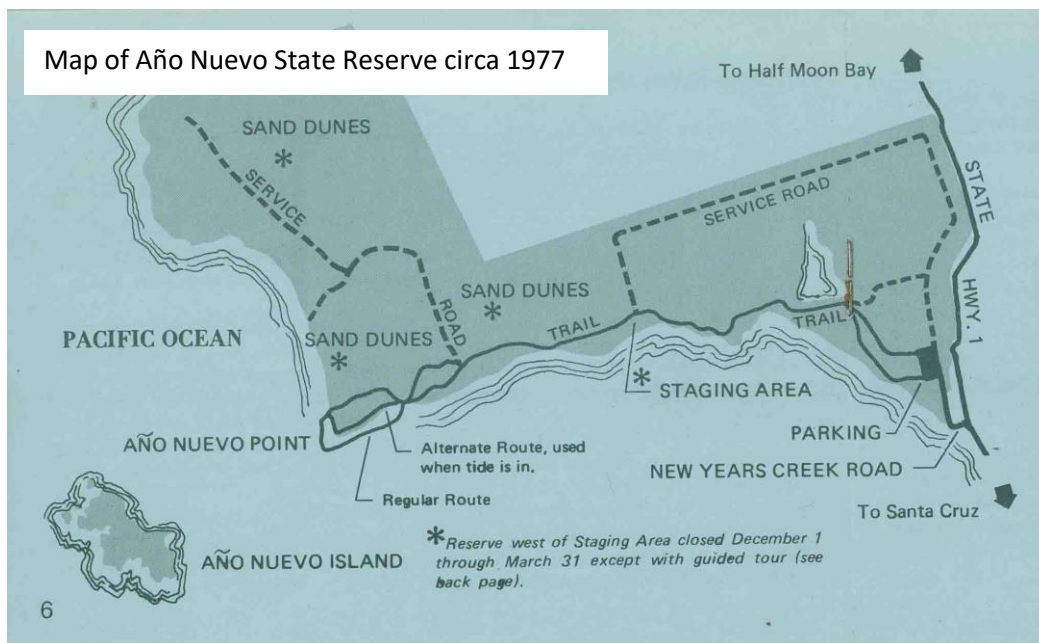 Map of Año Nuevo State Reserve circa 1977
To Half Moon Bay
SAND DUNES
*
SERVICE
SERVICE ROAD
STATE
HWY. 1
SAND DUNES
*
ROAD
PACIFIC OCEAN
SAND DUNES
*
TRAIL
TRAIL
* STAGING AREA
PARKING
AÑO NUEVO POINT
Alternate Route, used
when tide is in.
NEW YEARS CREEK ROAD
Regular Route
To Santa Cruz
*Reserve west of Staging Area closed December 1
through March 31 except with guided tour (see
back page).
AÑO NUEVO ISLAND
6